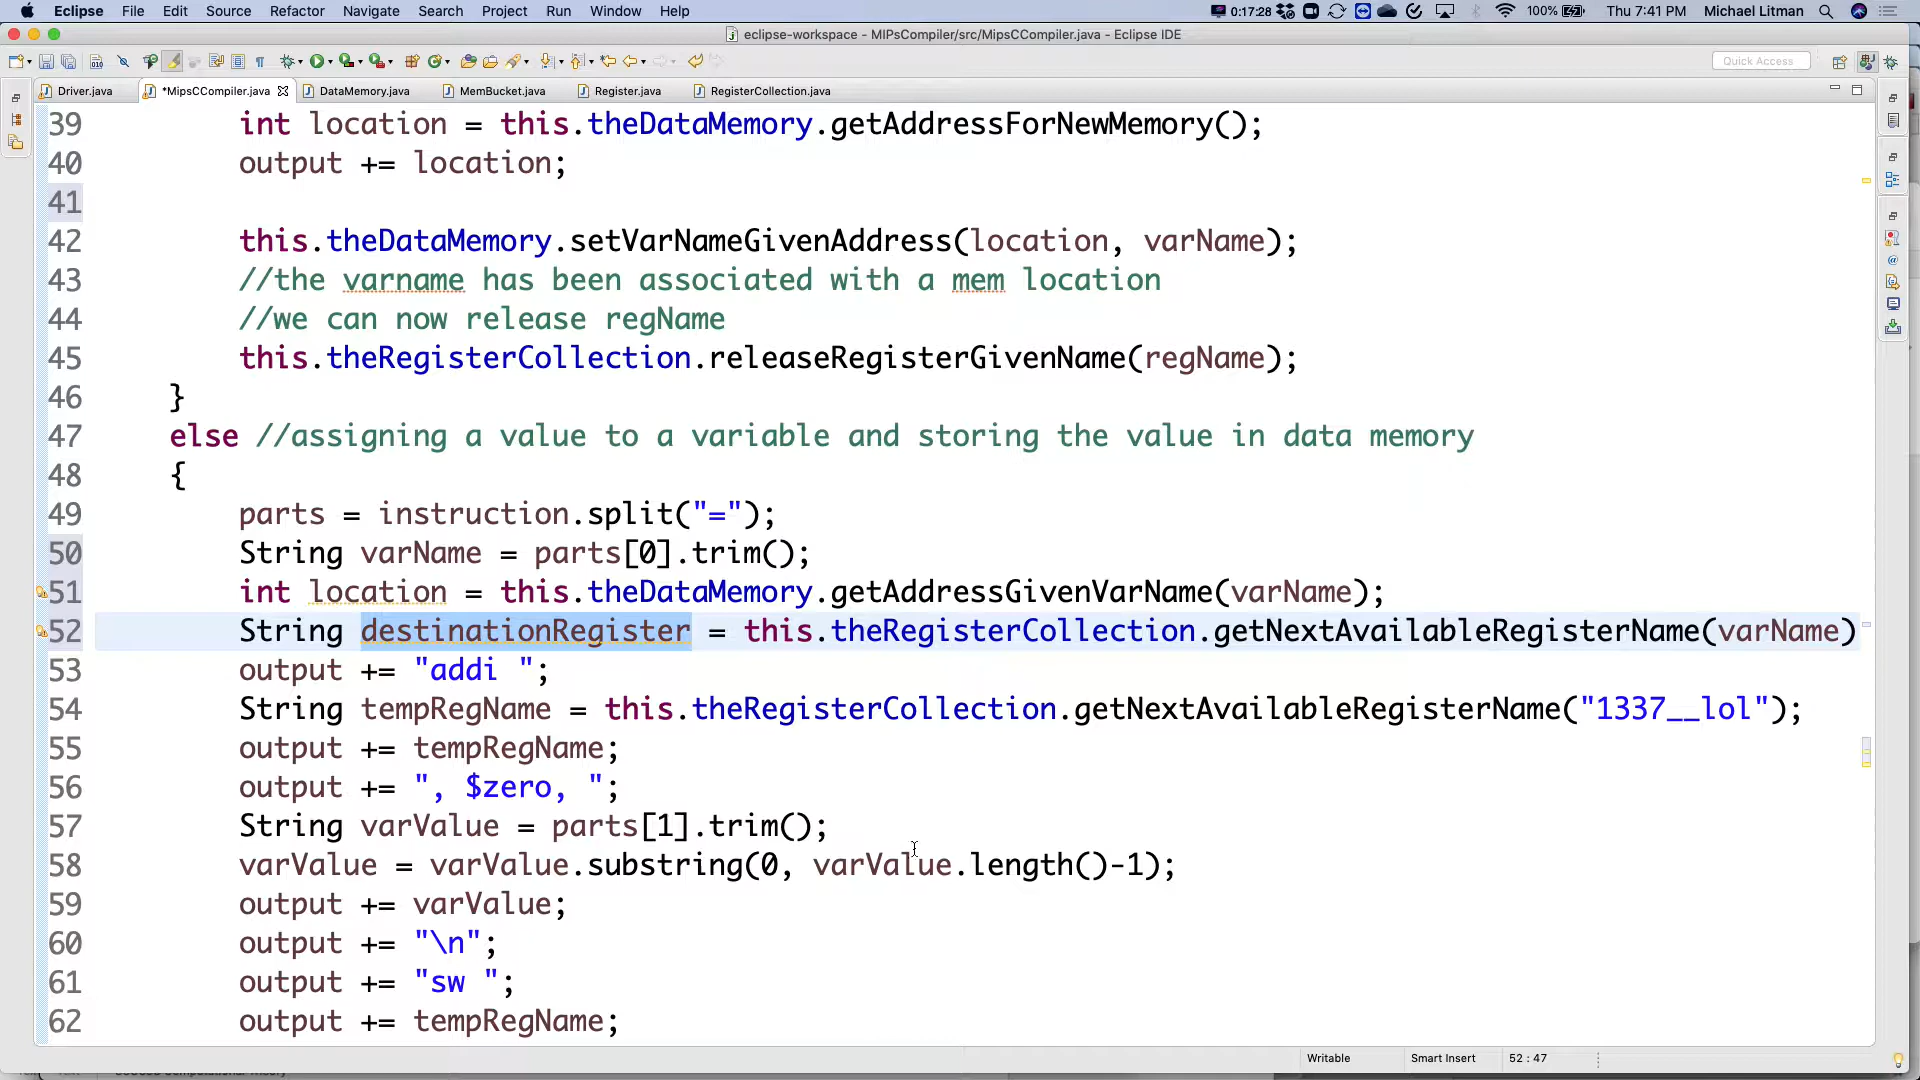 Eclipse File Edit Source Refactor Navigate Search Project Run Window Help 0:17:28 100% Thu 7:41 PM Michael Litman
eclipse-workspace - MIPsCompiler/src/MipsCCompiler.java - Eclipse IDE
Quick Access
Driver.java *MipsCCompiler.java DataMemory.java MemBucket.java Register.java RegisterCollection.java
39 int location = this.theDataMemory.getAddressForNewMemory();
40 output += location;
41
42 this.theDataMemory.setVarNameGivenAddress(location, varName);
43 //the varname has been associated with a mem location
44 //we can now release regName
45 this.theRegisterCollection.releaseRegisterGivenName(regName);
46 }
47 else //assigning a value to a variable and storing the value in data memory
48 {
49 parts = instruction.split("=");
50 String varName = parts[0].trim();
51 int location = this.theDataMemory.getAddressGivenVarName(varName);
52 String destinationRegister = this.theRegisterCollection.getNextAvailableRegisterName(varName)
53 output += "addi ";
54 String tempRegName = this.theRegisterCollection.getNextAvailableRegisterName("1337__lol");
55 output += tempRegName;
56 output += ", $zero, ";
57 String varValue = parts[1].trim();
58 varValue = varValue.substring(0, varValue.length()-1);
59 output += varValue;
60 output += "\n";
61 output += "sw ";
62 output += tempRegName;
Writable Smart Insert 52 : 47